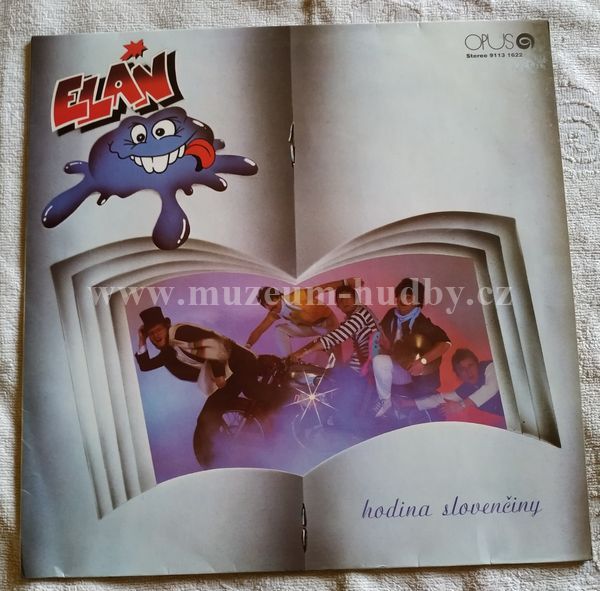 ELÁN
OPUS
Stereo 9113 1622
www.muzeum-hudby.cz
hodina slovenčiny